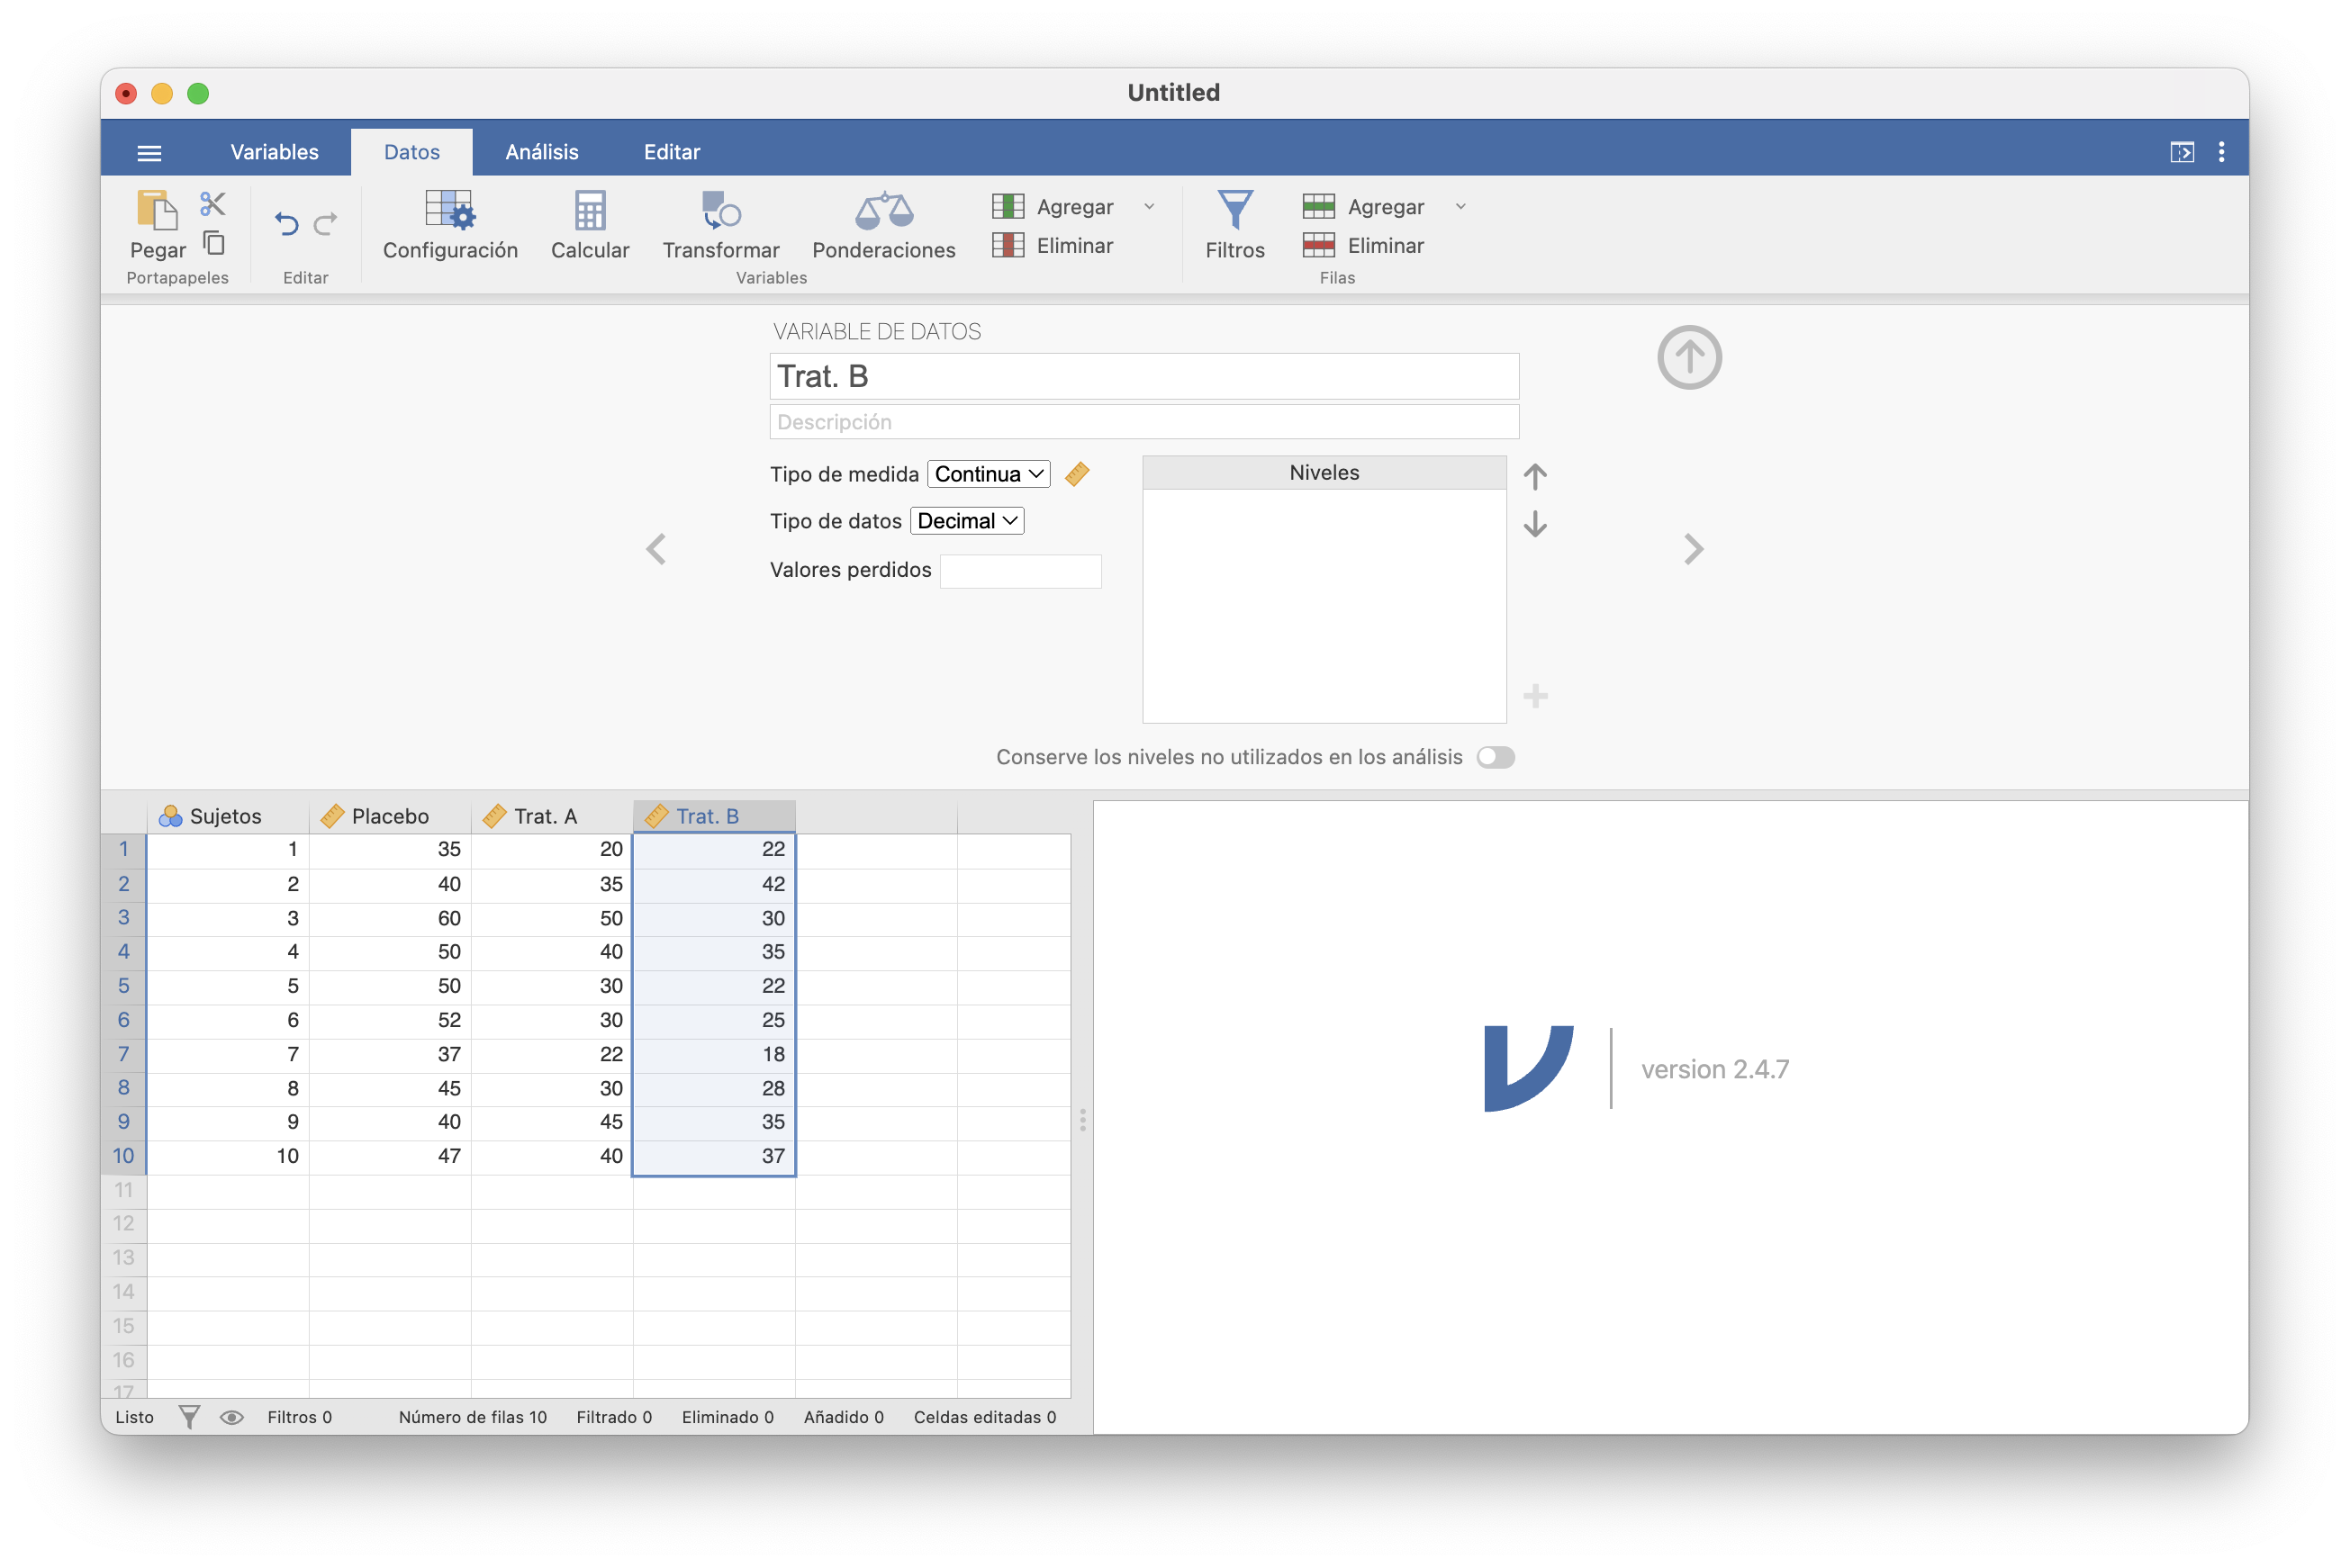 Untitled
Variables Datos Análisis Editar
Pegar Configuración Calcular Transformar Ponderaciones Agregar Eliminar Filtros Agregar Eliminar
Portapapeles Editar Variables Filas
VARIABLE DE DATOS
Trat. B
Descripción
Tipo de medida Continua
Tipo de datos Decimal
Valores perdidos
Niveles
Conserve los niveles no utilizados en los análisis
Sujetos Placebo Trat. A Trat. B
1 1 35 20 22
2 2 40 35 42
3 3 60 50 30
4 4 50 40 35
5 5 50 30 22
6 6 52 30 25
7 7 37 22 18
8 8 45 30 28
9 9 40 45 35
10 10 47 40 37
11
12
13
14
15
16
17
version 2.4.7
Listo Filtros 0 Número de filas 10 Filtrado 0 Eliminado 0 Añadido 0 Celdas editadas 0